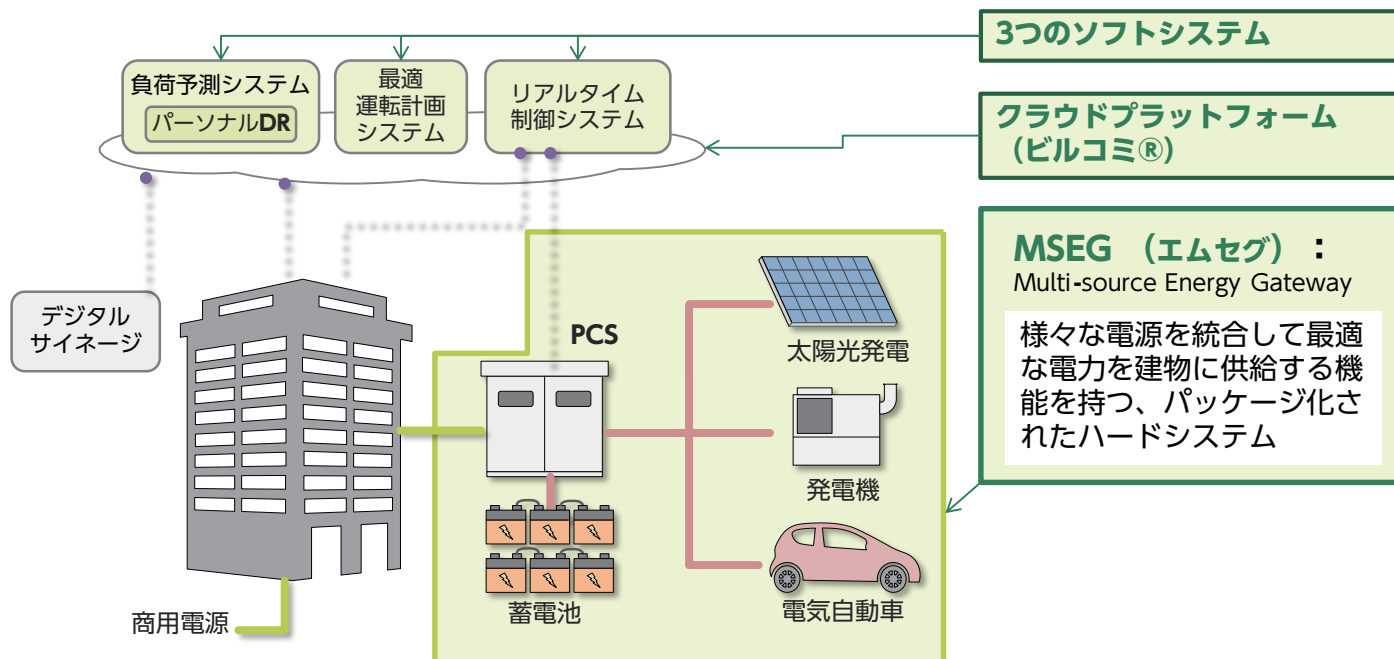 3つのソフトシステム
負荷予測システム
パーソナルDR
最適
運転計画
システム
リアルタイム
制御システム
クラウドプラットフォーム
（ビルコミ®）
MSEG （エムセグ）：
Multi-source Energy Gateway
様々な電源を統合して最適
な電力を建物に供給する機
能を持つ、パッケージ化さ
れたハードシステム
デジタル
サイネージ
PCS
太陽光発電
発電機
蓄電池
電気自動車
商用電源